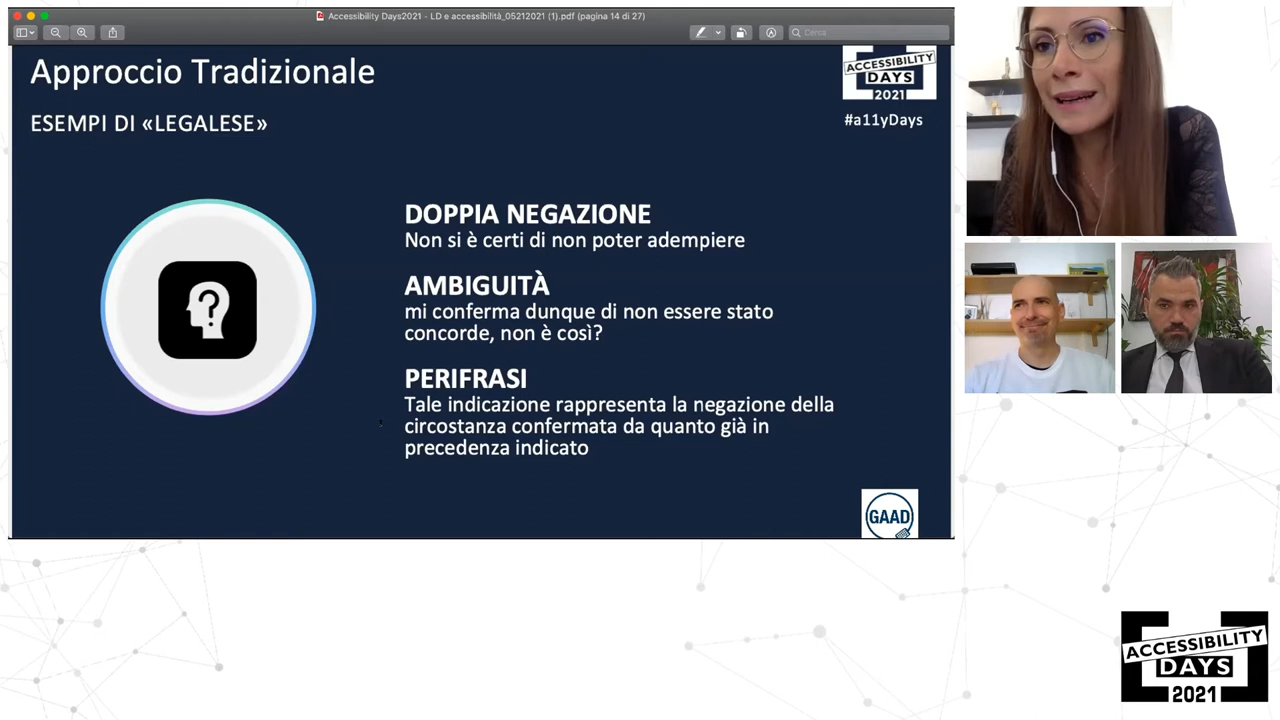 Accessibility Days2021 - LD e accessibilità_05212021 (1).pdf (pagina 14 di 27)
Cerca
Approccio Tradizionale
ESEMPI DI «LEGALESE»
ACCESSIBILITY
DAYS
2021
#a11yDays
DOPPIA NEGAZIONE
Non si è certi di non poter adempiere
AMBIGUITÀ
mi conferma dunque di non essere stato
concorde, non è così?
PERIFRASI
Tale indicazione rappresenta la negazione della
circostanza confermata da quanto già in
precedenza indicato
GAAD
ACCESSIBILITY
DAYS
2021